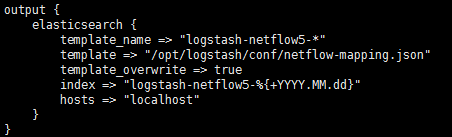 output {
    elasticsearch {
        template_name => "logstash-netflow5-*"
        template => "/opt/logstash/conf/netflow-mapping.json"
        template_overwrite => true
        index => "logstash-netflow5-%{+YYYY.MM.dd}"
        hosts => "localhost"
    }
}